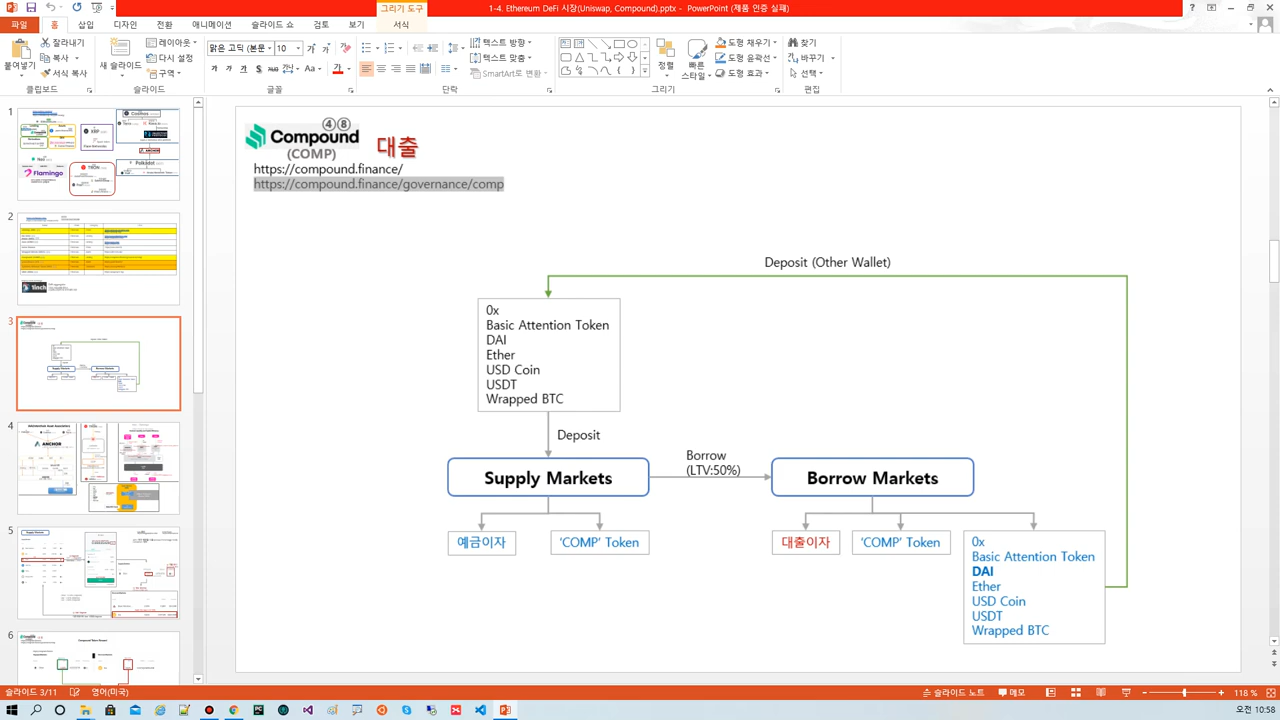 1-4. Ethereum DeFi 시장(Uniswap, Compound).pptx - PowerPoint (제품 인증 실패)
그리기 도구
파일
홈
삽입
디자인
전환
애니메이션
슬라이드 쇼
검토
보기
서식
붙여넣기
잘라내기
복사
서식 복사
클립보드
새 슬라이드
레이아웃
다시 설정
구역
슬라이드
맑은 고딕 (본문
10
글꼴
텍스트 방향
텍스트 맞춤
SmartArt로 변환
단락
정렬
빠른 스타일
도형 채우기
도형 윤곽선
도형 효과
그리기
찾기
바꾸기
선택
편집
1
2
3
4
5
6
Flamingo
ANCHOR
1inch
④⑧
Compound
(COMP)
대출
https://compound.finance/
https://compound.finance/governance/comp
Deposit (Other Wallet)
0x
Basic Attention Token
DAI
Ether
USD Coin
USDT
Wrapped BTC
Deposit
Borrow
(LTV:50%)
Supply Markets
Borrow Markets
예금이자
'COMP' Token
대출이자
'COMP' Token
0x
Basic Attention Token
DAI
Ether
USD Coin
USDT
Wrapped BTC
슬라이드 3/11
영어(미국)
슬라이드 노트
메모
118 %
오전 10:58